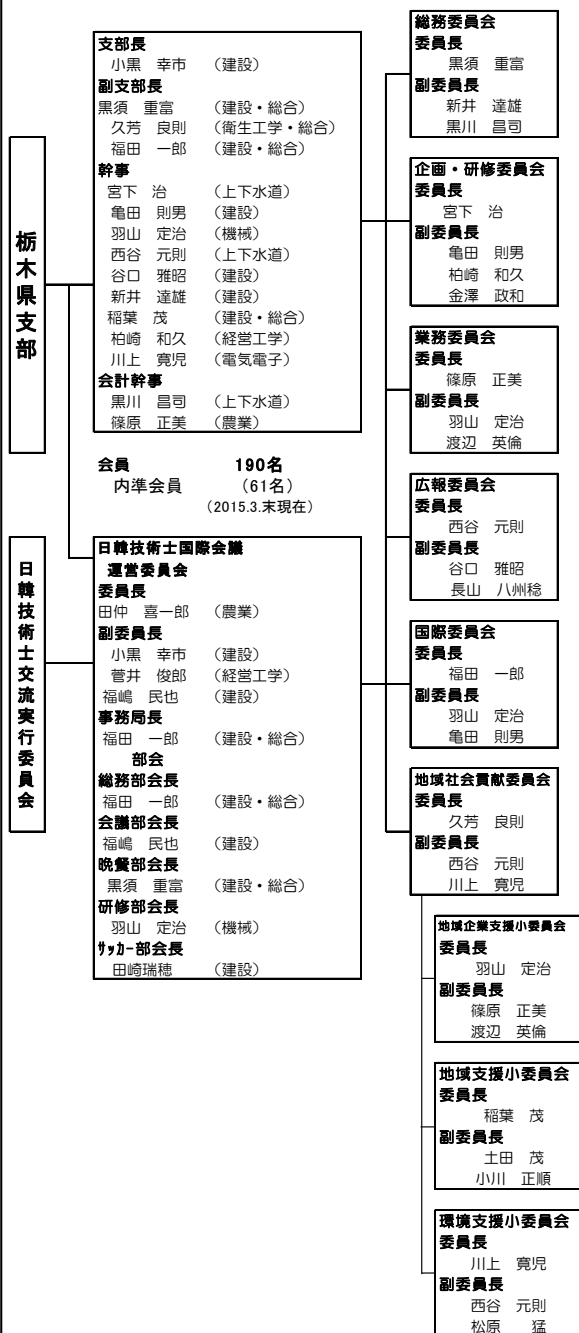 栃木県支部
支部長
小黒 幸市 (建設)
副支部長
黒須 重富 (建設・総合)
久芳 良則 (衛生工学・総合)
福田 一郎 (建設・総合)
幹事
宮下 治 (上下水道)
亀田 則男 (建設)
羽山 定治 (機械)
西谷 元則 (上下水道)
谷口 雅昭 (建設)
新井 達雄 (建設)
稲葉 茂 (建設・総合)
柏崎 和久 (経営工学)
川上 寛児 (電気電子)
会計幹事
黒川 昌司 (上下水道)
篠原 正美 (農業)
会員 190名
内準会員 (61名)
(2015.3.末現在)
日韓技術士交流実行委員会
日韓技術士国際会議
運営委員会
委員長
田仲 喜一郎 (農業)
副委員長
小黒 幸市 (建設)
菅井 俊郎 (経営工学)
福嶋 民也 (建設)
事務局長
福田 一郎 (建設・総合)
部会
総務部会長
福田 一郎 (建設・総合)
会議部会長
福嶋 民也 (建設)
晩餐部会長
黒須 重富 (建設・総合)
研修部会長
羽山 定治 (機械)
サッカー部会長
田崎瑞穂 (建設)
総務委員会
委員長
黒須 重富
副委員長
新井 達雄
黒川 昌司
企画・研修委員会
委員長
宮下 治
副委員長
亀田 則男
柏崎 和久
金澤 政和
業務委員会
委員長
篠原 正美
副委員長
羽山 定治
渡辺 英倫
広報委員会
委員長
西谷 元則
副委員長
谷口 雅昭
長山 八州稔
国際委員会
委員長
福田 一郎
副委員長
羽山 定治
亀田 則男
地域社会貢献委員会
委員長
久芳 良則
副委員長
西谷 元則
川上 寛児
地域企業支援小委員会
委員長
羽山 定治
副委員長
篠原 正美
渡辺 英倫
地域支援小委員会
委員長
稲葉 茂
副委員長
土田 茂
小川 正順
環境支援小委員会
委員長
川上 寛児
副委員長
西谷 元則
松原 猛